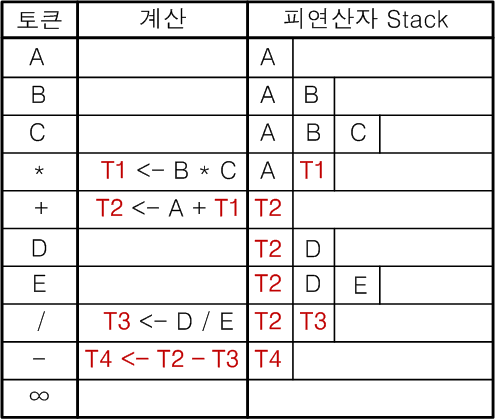 토큰 계산 피연산자 Stack
A A
B A B
C A B C
* T1 <- B * C A T1
+ T2 <- A + T1 T2
D T2 D
E T2 D E
/ T3 <- D / E T2 T3
- T4 <- T2 - T3 T4
∞